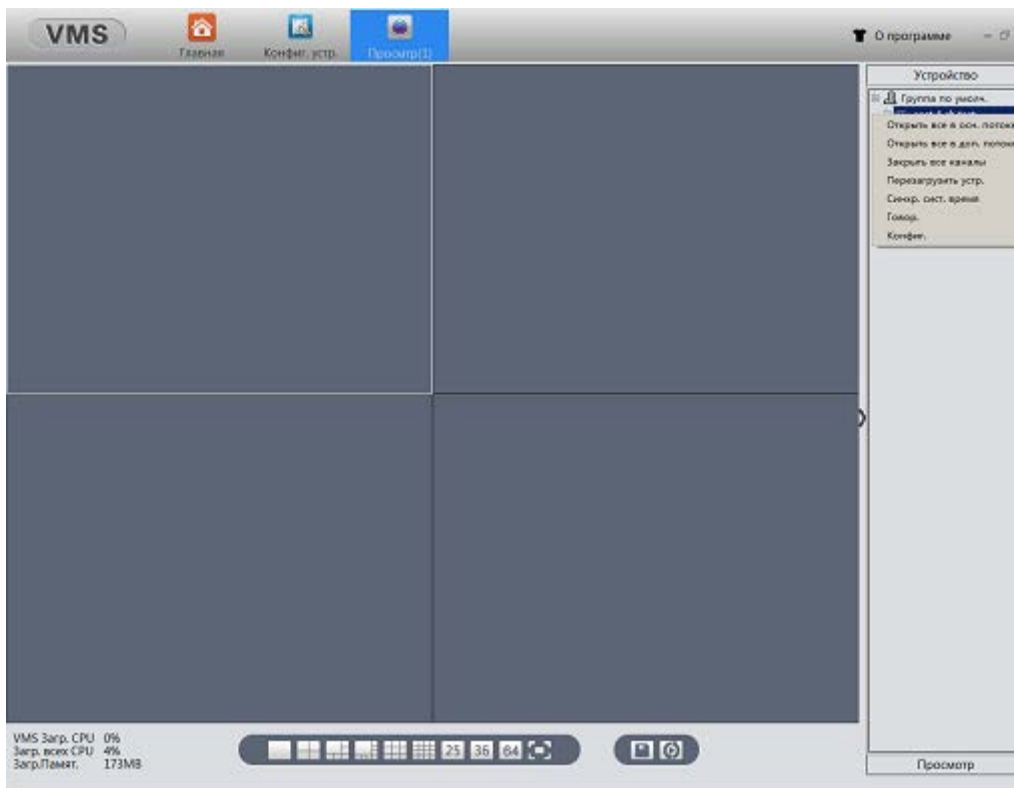 VMS
Главная
Конфиг. устр.
Просмотр(1)
О программе
Устройство
Группа по умолч.
Открыть все в осн. потоке
Открыть все в доп. потоке
Закрыть все каналы
Перезагрузить устр.
Синхр. сист. время
Говор.
Конфиг.
VMS Загр. CPU 0%
Загр. всех CPU 4%
Загр.Памят. 173MB
25 36 64
Просмотр